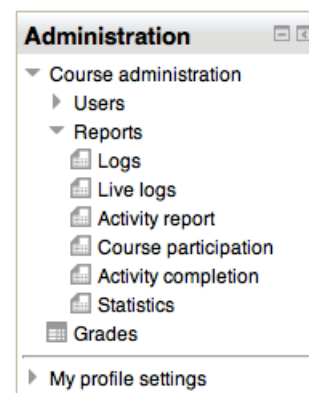 Administration
Course administration
Users
Reports
Logs
Live logs
Activity report
Course participation
Activity completion
Statistics
Grades
My profile settings